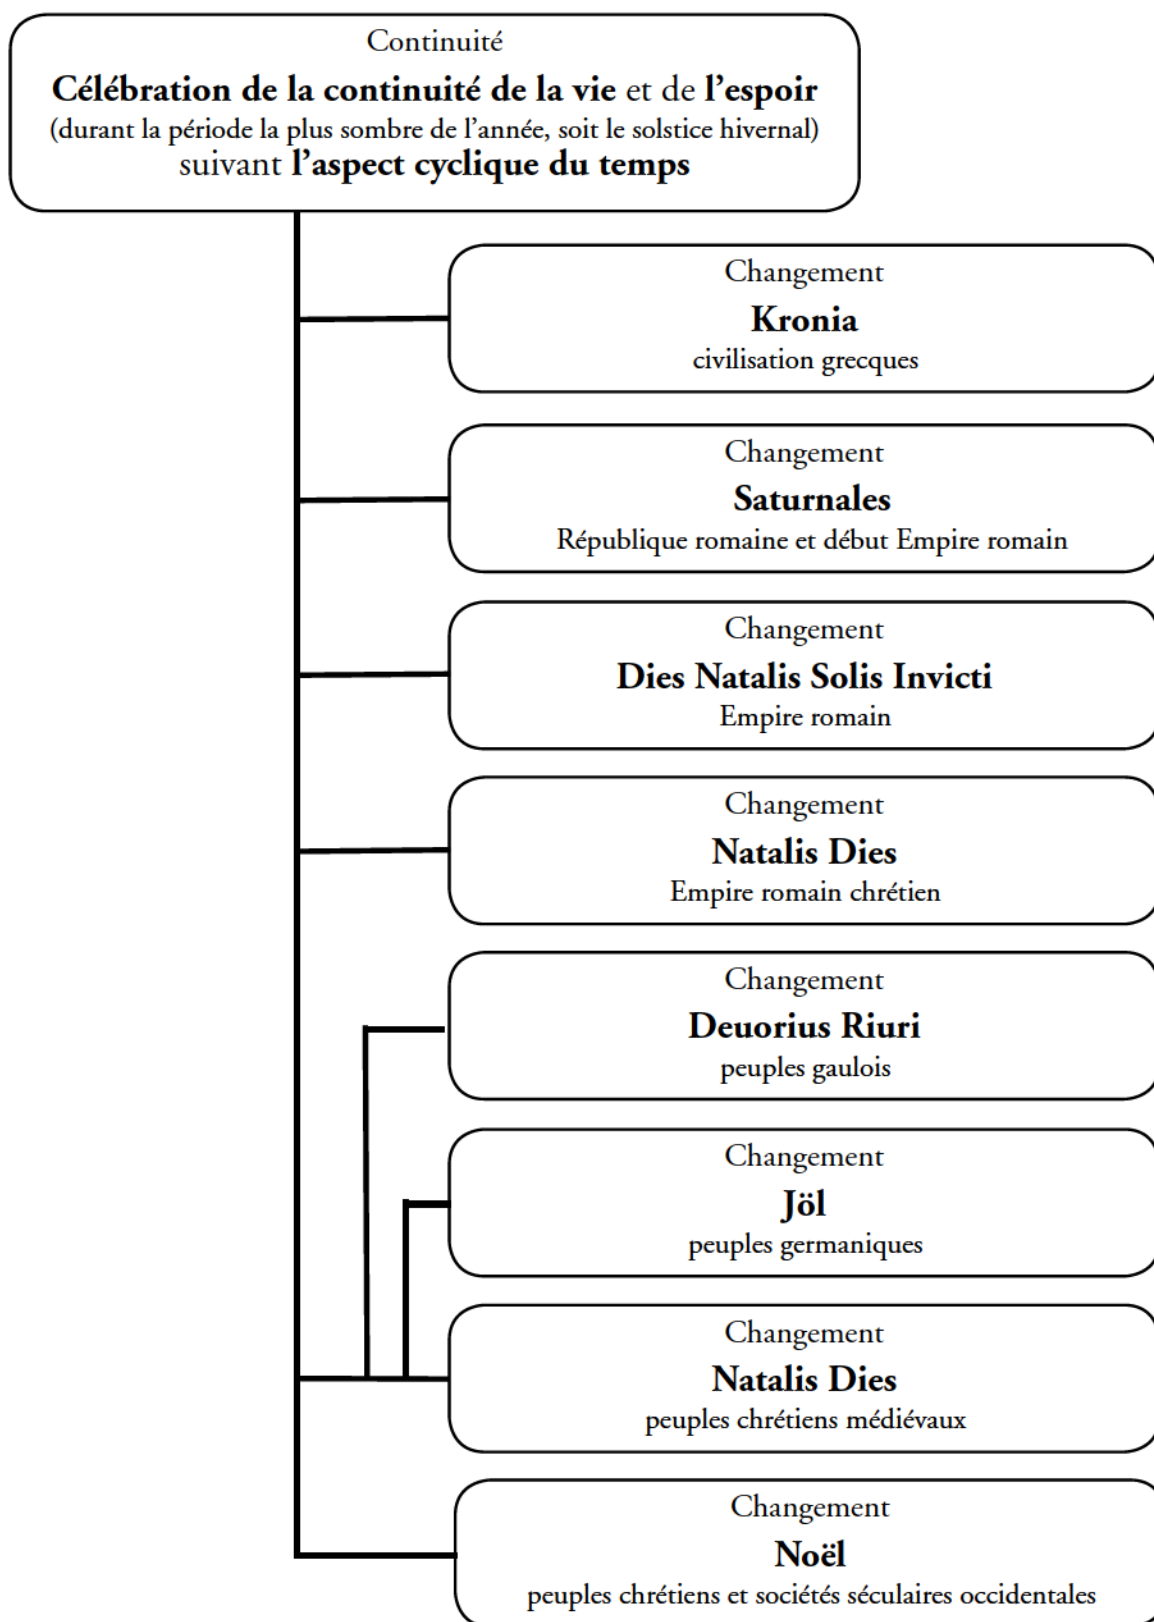 Continuité
Célébration de la continuité de la vie et de l’espoir
(durant la période la plus sombre de l’année, soit le solstice hivernal)
suivant l’aspect cyclique du temps
Changement
Kronia
civilisation grecques
Changement
Saturnales
République romaine et début Empire romain
Changement
Dies Natalis Solis Invicti
Empire romain
Changement
Natalis Dies
Empire romain chrétien
Changement
Deuorius Riuri
peuples gaulois
Changement
Jöl
peuples germaniques
Changement
Natalis Dies
peuples chrétiens médiévaux
Changement
Noël
peuples chrétiens et sociétés séculaires occidentales